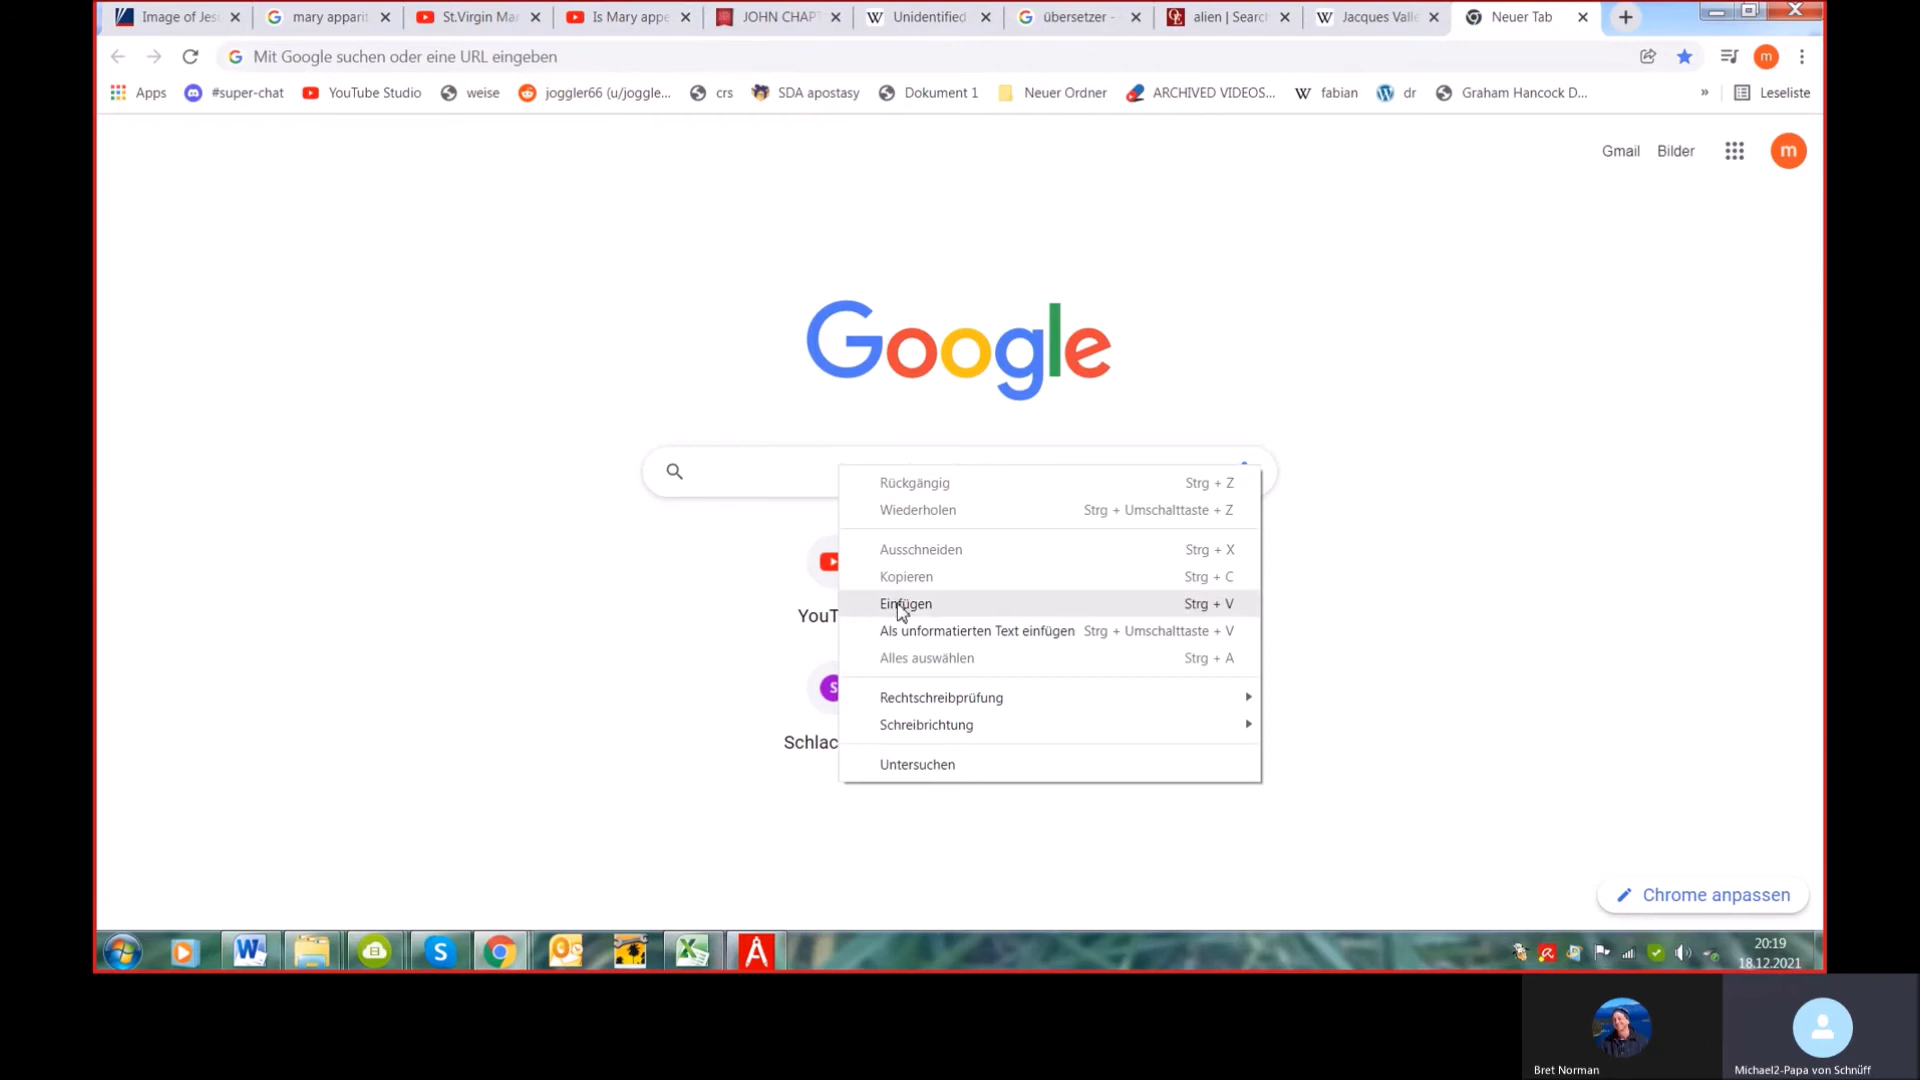 Image of Jes
mary apparit
St.Virgin Mar
Is Mary appe
JOHN CHAPT
Unidentified
übersetzer -
alien | Search
Jacques Valle
Neuer Tab
Mit Google suchen oder eine URL eingeben
m
Apps
#super-chat
YouTube Studio
weise
joggler66 (u/joggle...
crs
SDA apostasy
Dokument 1
Neuer Ordner
ARCHIVED VIDEOS...
fabian
dr
Graham Hancock D...
»
Leseliste
Gmail
Bilder
m
Google
Rückgängig Strg + Z
Wiederholen Strg + Umschalttaste + Z
Ausschneiden Strg + X
Kopieren Strg + C
Einfügen Strg + V
Als unformatierten Text einfügen Strg + Umschalttaste + V
Alles auswählen Strg + A
Rechtschreibprüfung
Schreibrichtung
Untersuchen
YouT
S
Schlac
Chrome anpassen
20:19
18.12.2021
Bret Norman
Michael2-Papa von Schnüff